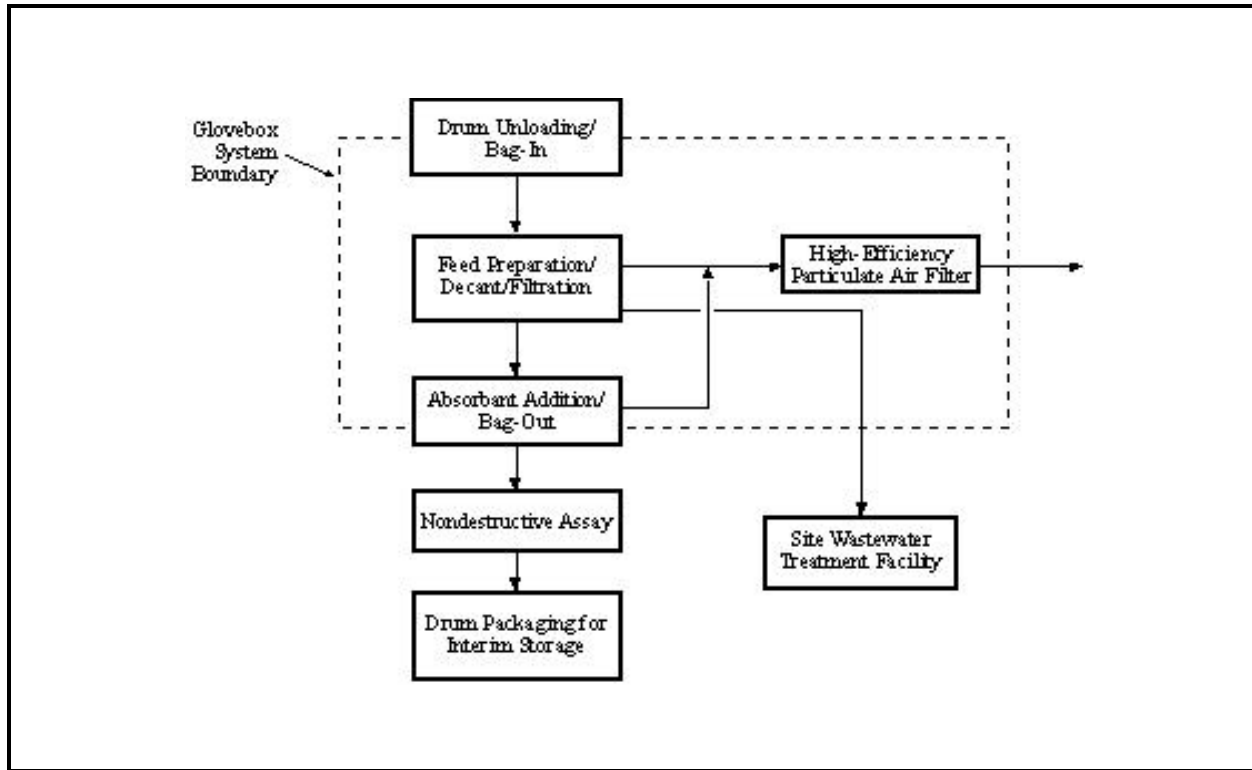 Glovebox
System
Boundary
Drum Unloading/
Bag-In
Feed Preparation/
Decant/Filtration
High-Efficiency
Particulate Air Filter
Absorbant Addition/
Bag-Out
Nondestructive Assay
Site Wastewater
Treatment Facility
Drum Packaging for
Interim Storage